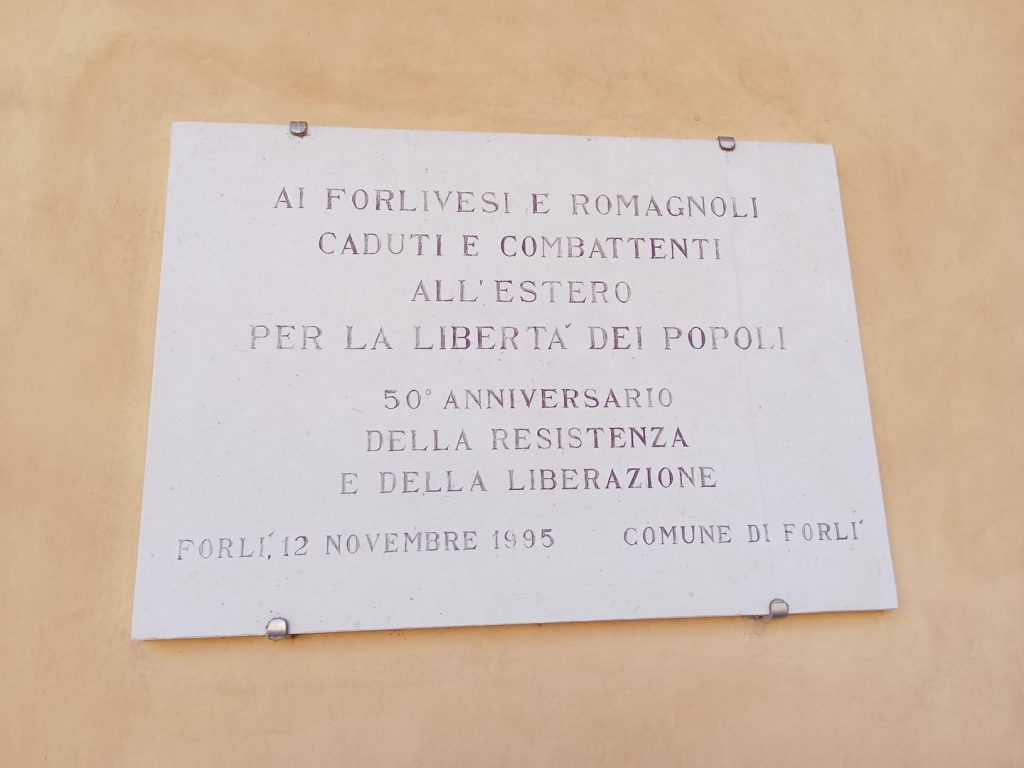 AI FORLIVESI E ROMAGNOLI
CADUTI E COMBATTENTI
ALL'ESTERO
PER LA LIBERTA' DEI POPOLI
50° ANNIVERSARIO
DELLA RESISTENZA
E DELLA LIBERAZIONE
FORLI', 12 NOVEMBRE 1995 COMUNE DI FORLI'